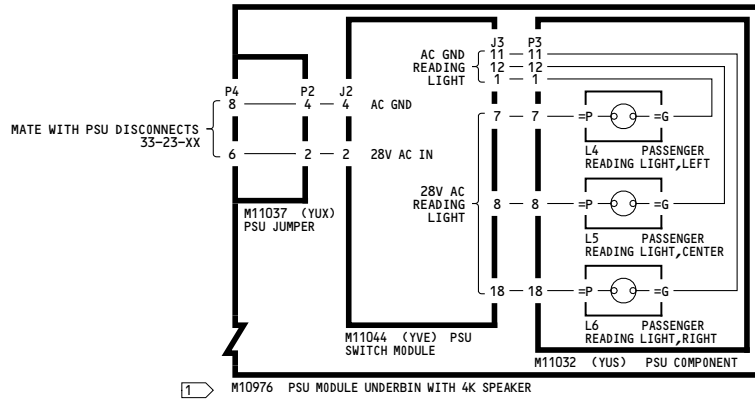 J3 P3
AC GND 11 11
READING 12 12
LIGHT 1 1
P4 P2 J2
8 4 4 AC GND
MATE WITH PSU DISCONNECTS
33-23-XX
6 2 2 28V AC IN
7 7 =P =G
L4 PASSENGER
READING LIGHT,LEFT
28V AC
READING
LIGHT
8 8 =P =G
L5 PASSENGER
READING LIGHT,CENTER
M11037 (YUX)
PSU JUMPER
18 18 =P =G
L6 PASSENGER
READING LIGHT,RIGHT
M11044 (YVE) PSU
SWITCH MODULE
M11032 (YUS) PSU COMPONENT
1 M10976 PSU MODULE UNDERBIN WITH 4K SPEAKER